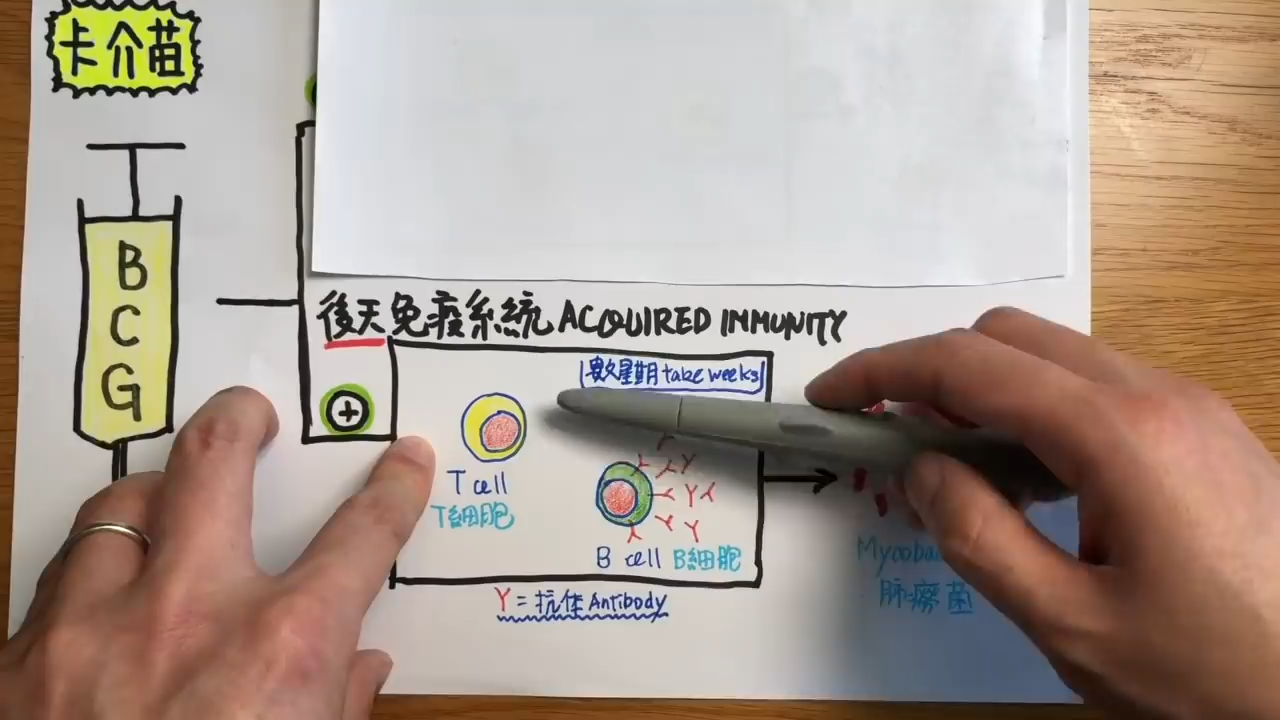 卡介苗
B
C
G
後天免疫系統 ACQUIRED IMMUNITY
數星期 take weeks
+
T cell
T細胞
B cell B細胞
Y = 抗体 Antibody
肺癆菌